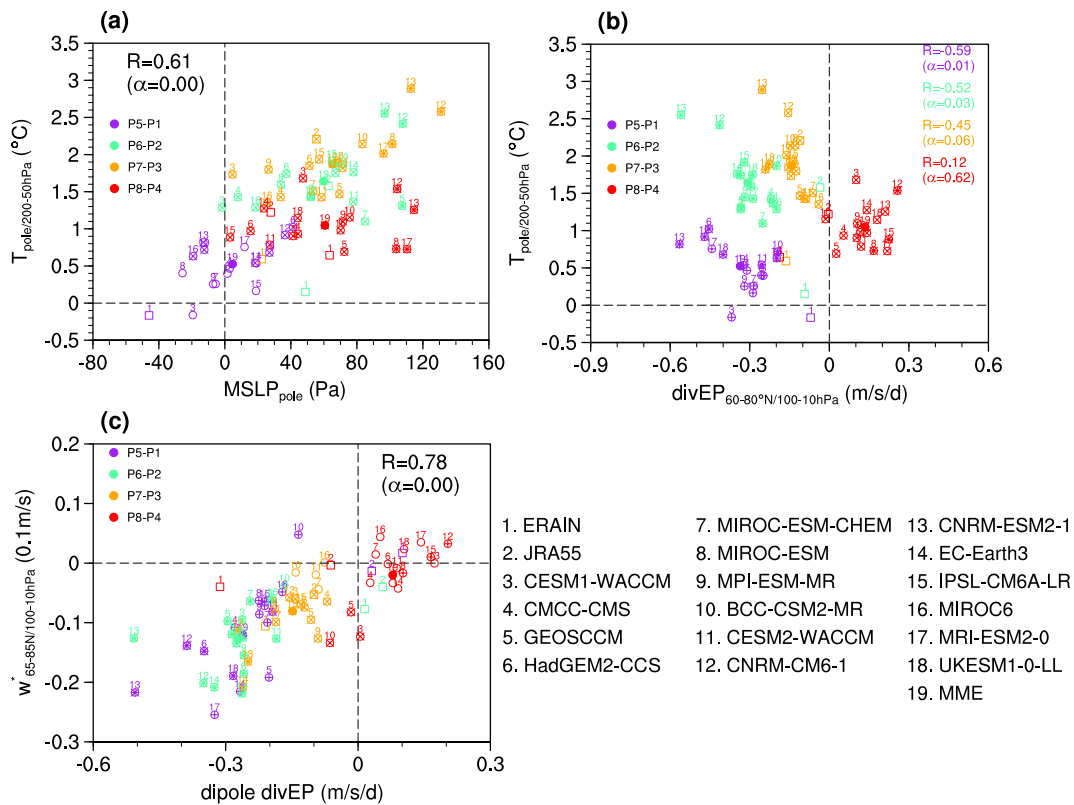 (a)
R=0.61
(α=0.00)
P5-P1
P6-P2
P7-P3
P8-P4
3.5
3
2.5
2
1.5
1
0.5
0
-0.5
-80 -40 0 40 80 120 160
T pole/200-50hPa (°C)
MSLP pole (Pa)
(b)
R=-0.59
(α=0.01)
R=-0.52
(α=0.03)
R=-0.45
(α=0.06)
R=0.12
(α=0.62)
P5-P1
P6-P2
P7-P3
P8-P4
3.5
3
2.5
2
1.5
1
0.5
0
-0.5
-0.9 -0.6 -0.3 0 0.3 0.6
T pole/200-50hPa (°C)
divEP 60-80°N/100-10hPa (m/s/d)
(c)
R=0.78
(α=0.00)
P5-P1
P6-P2
P7-P3
P8-P4
0.2
0.1
0
-0.1
-0.2
-0.3
-0.6 -0.3 0 0.3
w* 65-85N/100-10hPa (0.1m/s)
dipole divEP (m/s/d)
1. ERAIN
2. JRA55
3. CESM1-WACCM
4. CMCC-CMS
5. GEOSCCM
6. HadGEM2-CCS
7. MIROC-ESM-CHEM
8. MIROC-ESM
9. MPI-ESM-MR
10. BCC-CSM2-MR
11. CESM2-WACCM
12. CNRM-CM6-1
13. CNRM-ESM2-1
14. EC-Earth3
15. IPSL-CM6A-LR
16. MIROC6
17. MRI-ESM2-0
18. UKESM1-0-LL
19. MME